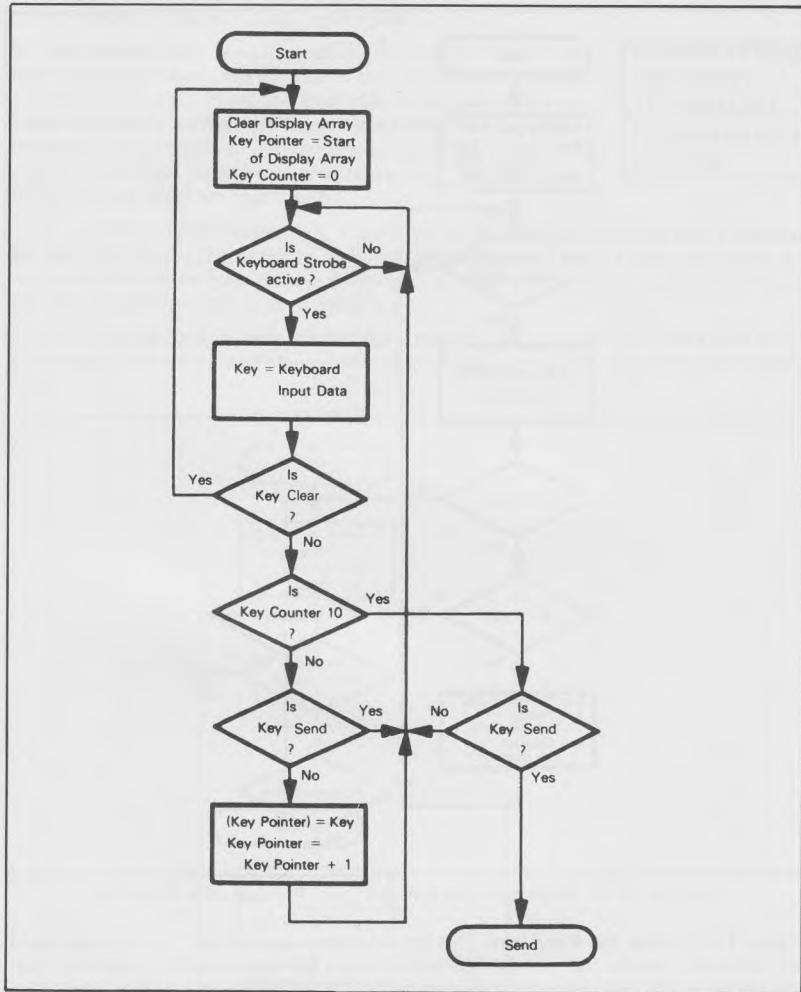 Start
Clear Display Array
Key Pointer = Start
of Display Array
Key Counter = 0
Is
Keyboard Strobe
active ?
No
Yes
Key = Keyboard
Input Data
Is
Key Clear
?
Yes
No
Is
Key Counter 10
?
Yes
No
Is
Key Send
?
Yes
No
Is
Key Send
?
No
Yes
(Key Pointer) = Key
Key Pointer =
Key Pointer + 1
Send